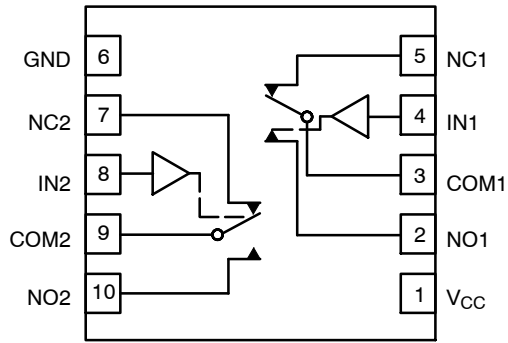 GND 6 5 NC1
NC2 7 4 IN1
IN2 8 3 COM1
COM2 9 2 NO1
NO2 10 1 VCC